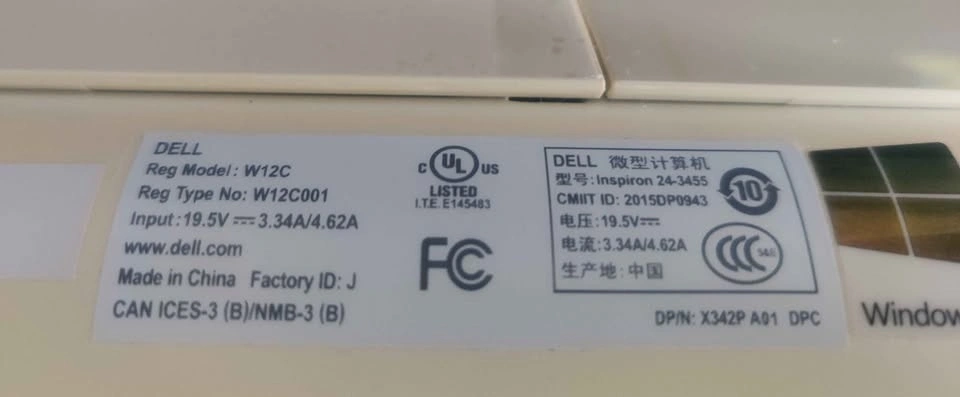 DELL
Reg Model: W12C
Reg Type No: W12C001
Input:19.5V⎓3.34A/4.62A
www.dell.com
Made in China Factory ID: J
CAN ICES-3 (B)/NMB-3 (B)
c UL US
LISTED
I.T.E. E145483
FC
DELL 微型计算机
型号:Inspiron 24-3455
CMIIT ID: 2015DP0943
电压:19.5V⎓
电流:3.34A/4.62A
生产地:中国
10
CCC S&E
DP/N: X342P A01 DPC
Window